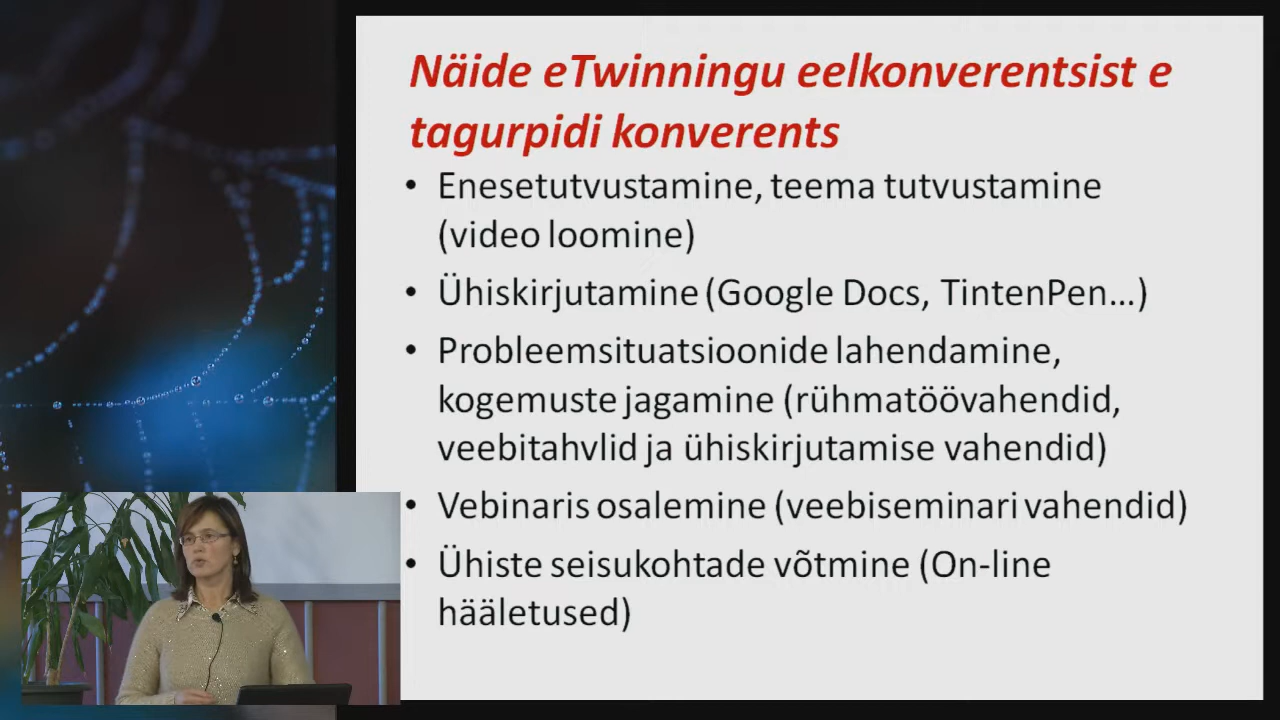 Näide eTwinningu eelkonverentsist e
tagurpidi konverents
• Enesetutvustamine, teema tutvustamine
(video loomine)
• Ühiskirjutamine (Google Docs, TintenPen…)
• Probleemsituatsioonide lahendamine,
kogemuste jagamine (rühmatöövahendid,
veebitahvlid ja ühiskirjutamise vahendid)
• Vebinaris osalemine (veebiseminari vahendid)
• Ühiste seisukohtade võtmine (On-line
hääletused)